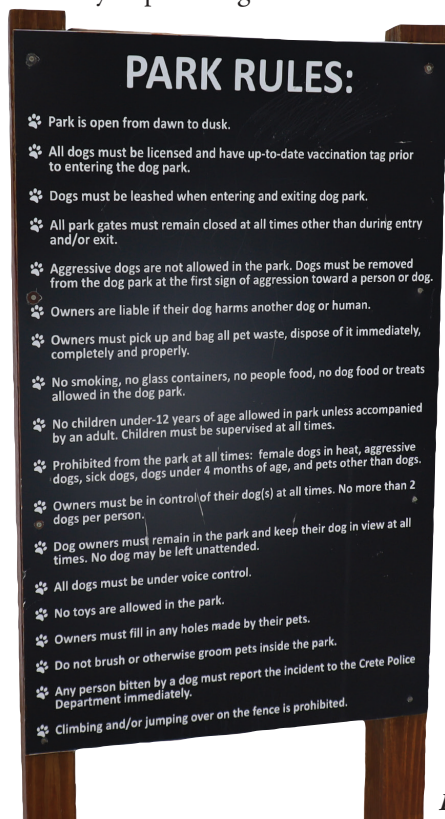 PARK RULES:
Park is open from dawn to dusk.
All dogs must be licensed and have up-to-date vaccination tag prior
to entering the dog park.
Dogs must be leashed when entering and exiting dog park.
All park gates must remain closed at all times other than during entry
and/or exit.
Aggressive dogs are not allowed in the park. Dogs must be removed
from the dog park at the first sign of aggression toward a person or dog.
Owners are liable if their dog harms another dog or human.
Owners must pick up and bag all pet waste, dispose of it immediately,
completely and properly.
No smoking, no glass containers, no people food, no dog food or treats
allowed in the dog park.
No children under-12 years of age allowed in park unless accompanied
by an adult. Children must be supervised at all times.
Prohibited from the park at all times: female dogs in heat, aggressive
dogs, sick dogs, dogs under 4 months of age, and pets other than dogs.
Owners must be in control of their dog(s) at all times. No more than 2
dogs per person.
Dog owners must remain in the park and keep their dog in view at all
times. No dog may be left unattended.
All dogs must be under voice control.
No toys are allowed in the park.
Owners must fill in any holes made by their pets.
Do not brush or otherwise groom pets inside the park.
Any person bitten by a dog must report the incident to the Crete Police
Department immediately.
Climbing and/or jumping over on the fence is prohibited.